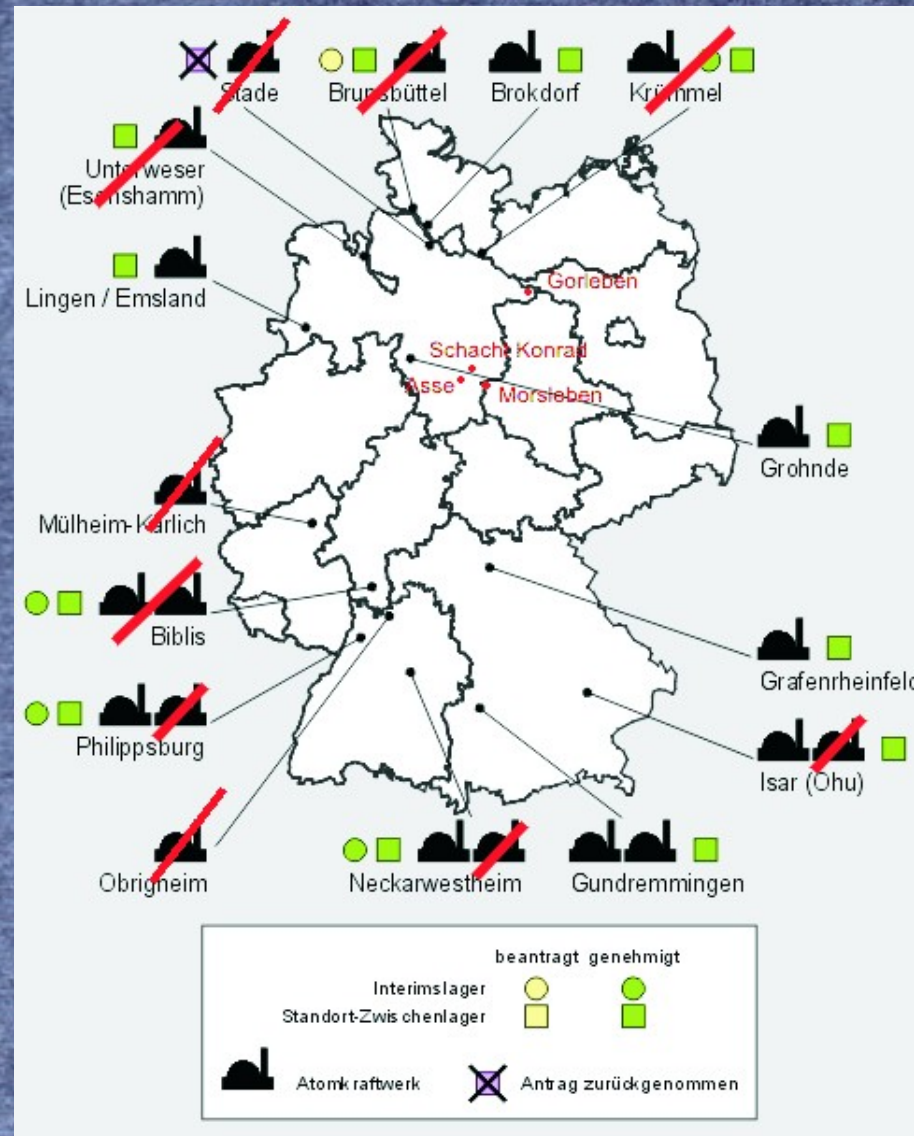 Stade
Brunsbüttel
Brokdorf
Krümmel
Unterweser
(Esenshamm)
Lingen / Emsland
Gorleben
Schacht Konrad
Asse
Morsleben
Grohnde
Mülheim-Kärlich
Biblis
Grafenrheinfeld
Philippsburg
Isar (Ohu)
Obrigheim
Neckarwestheim
Gundremmingen
beantragt genehmigt
Interimslager
Standort-Zwischenlager
Atomkraftwerk
Antrag zurückgenommen